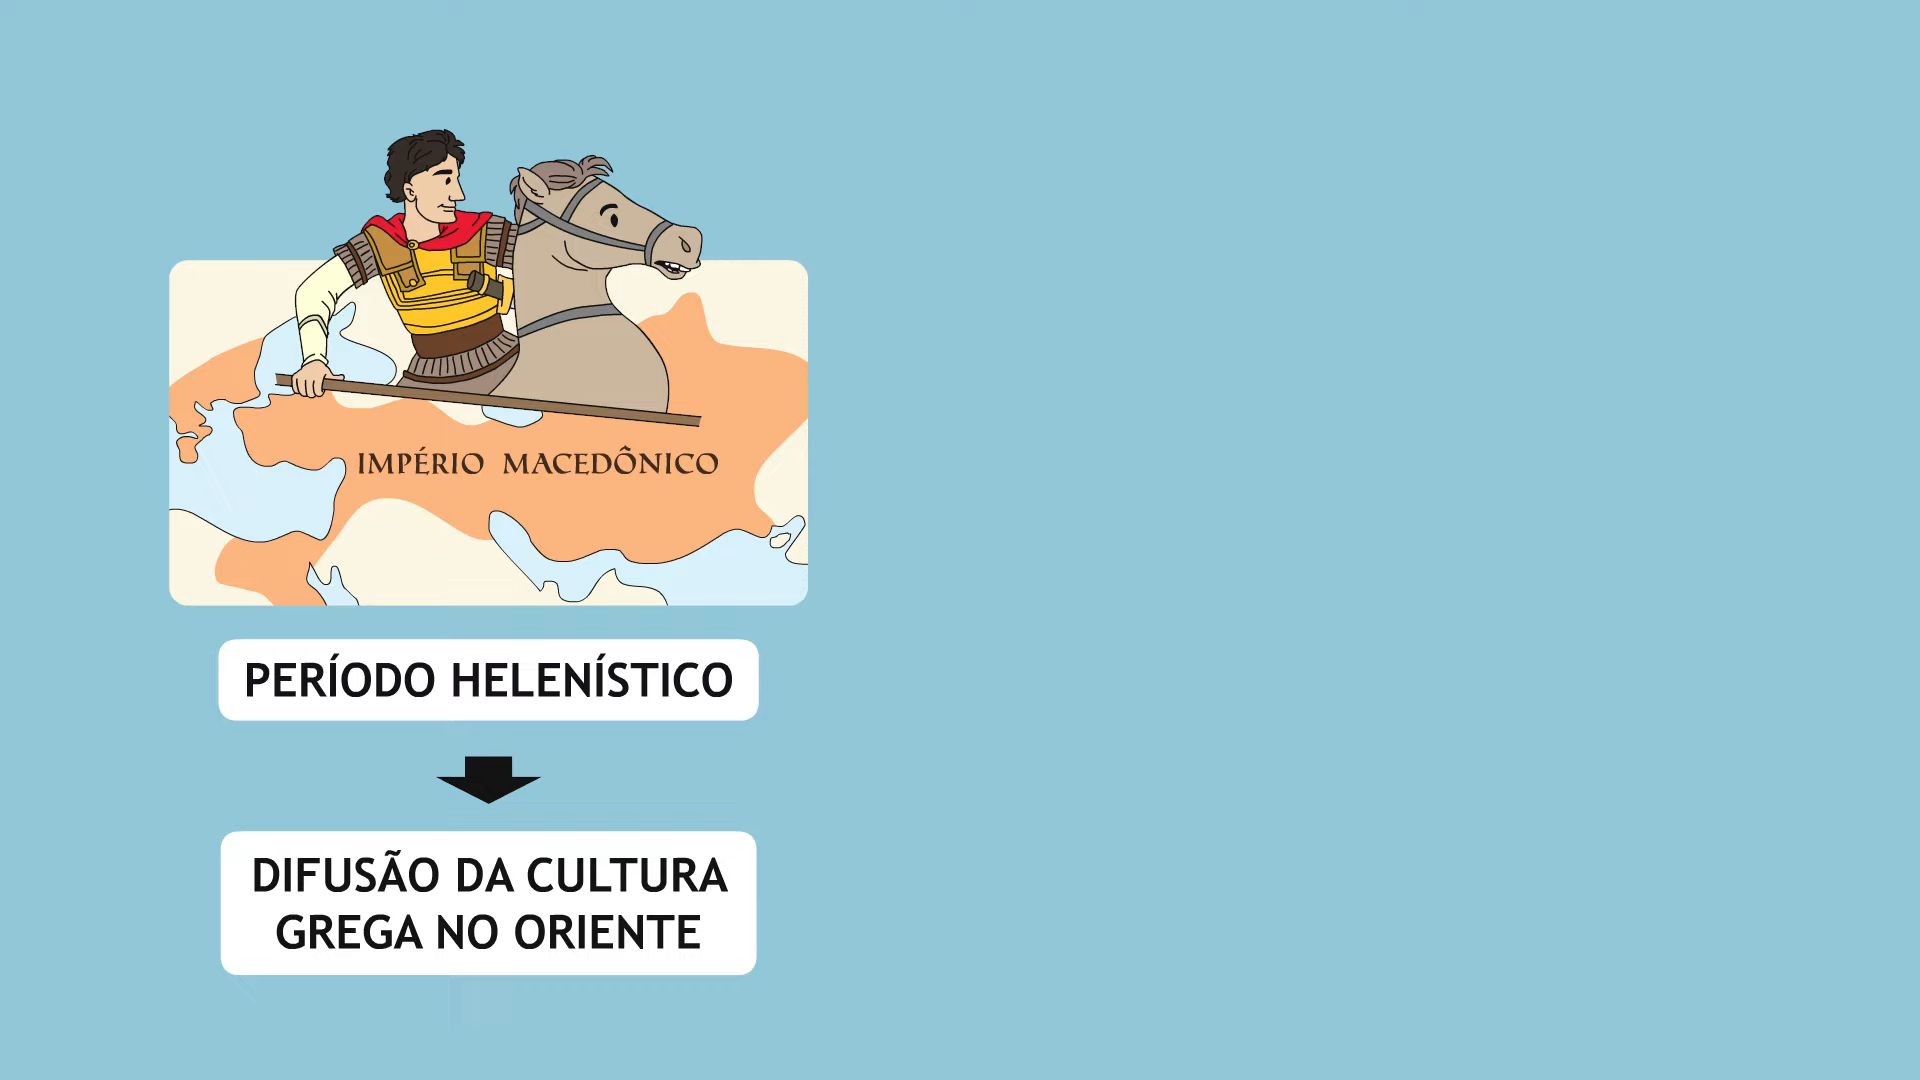 IMPÉRIO MACEDÔNICO
PERÍODO HELENÍSTICO
DIFUSÃO DA CULTURA
GREGA NO ORIENTE